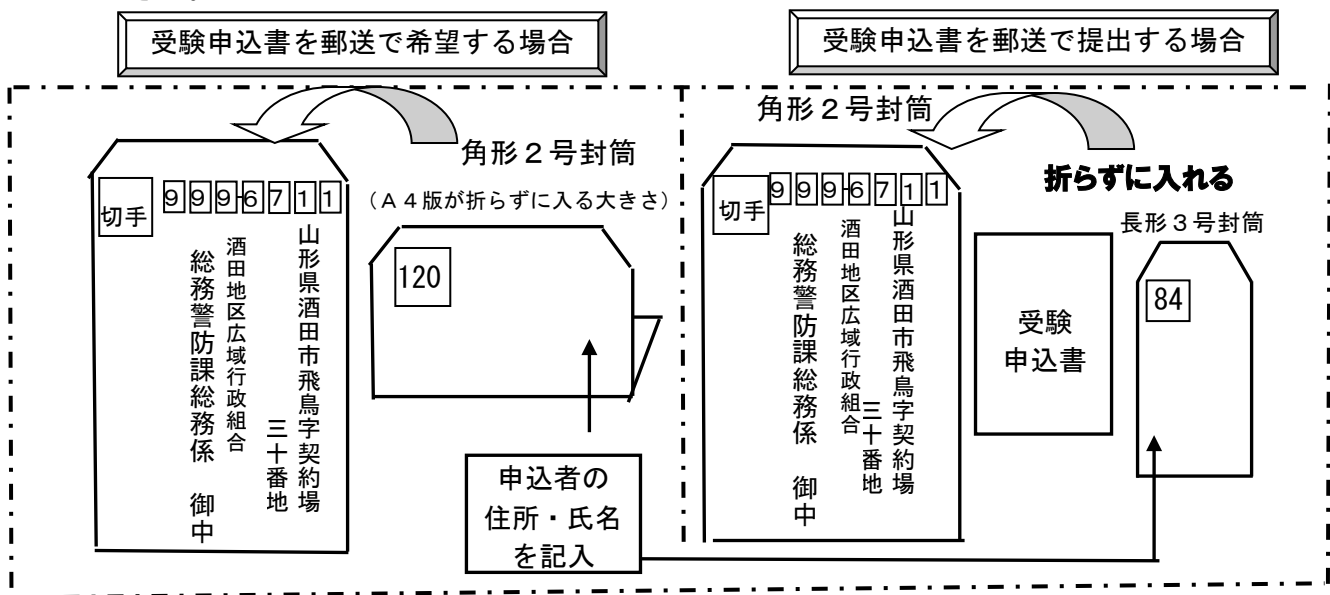 受験申込書を郵送で希望する場合
角形２号封筒
（Ａ４版が折らずに入る大きさ）
切手
999-6711
山形県酒田市飛鳥字契約場
三十番地
酒田地区広域行政組合
総務警防課総務係 御中
120
申込者の
住所・氏名
を記入
受験申込書を郵送で提出する場合
角形２号封筒
折らずに入れる
切手
999-6711
山形県酒田市飛鳥字契約場
三十番地
酒田地区広域行政組合
総務警防課総務係 御中
受験
申込書
長形３号封筒
84